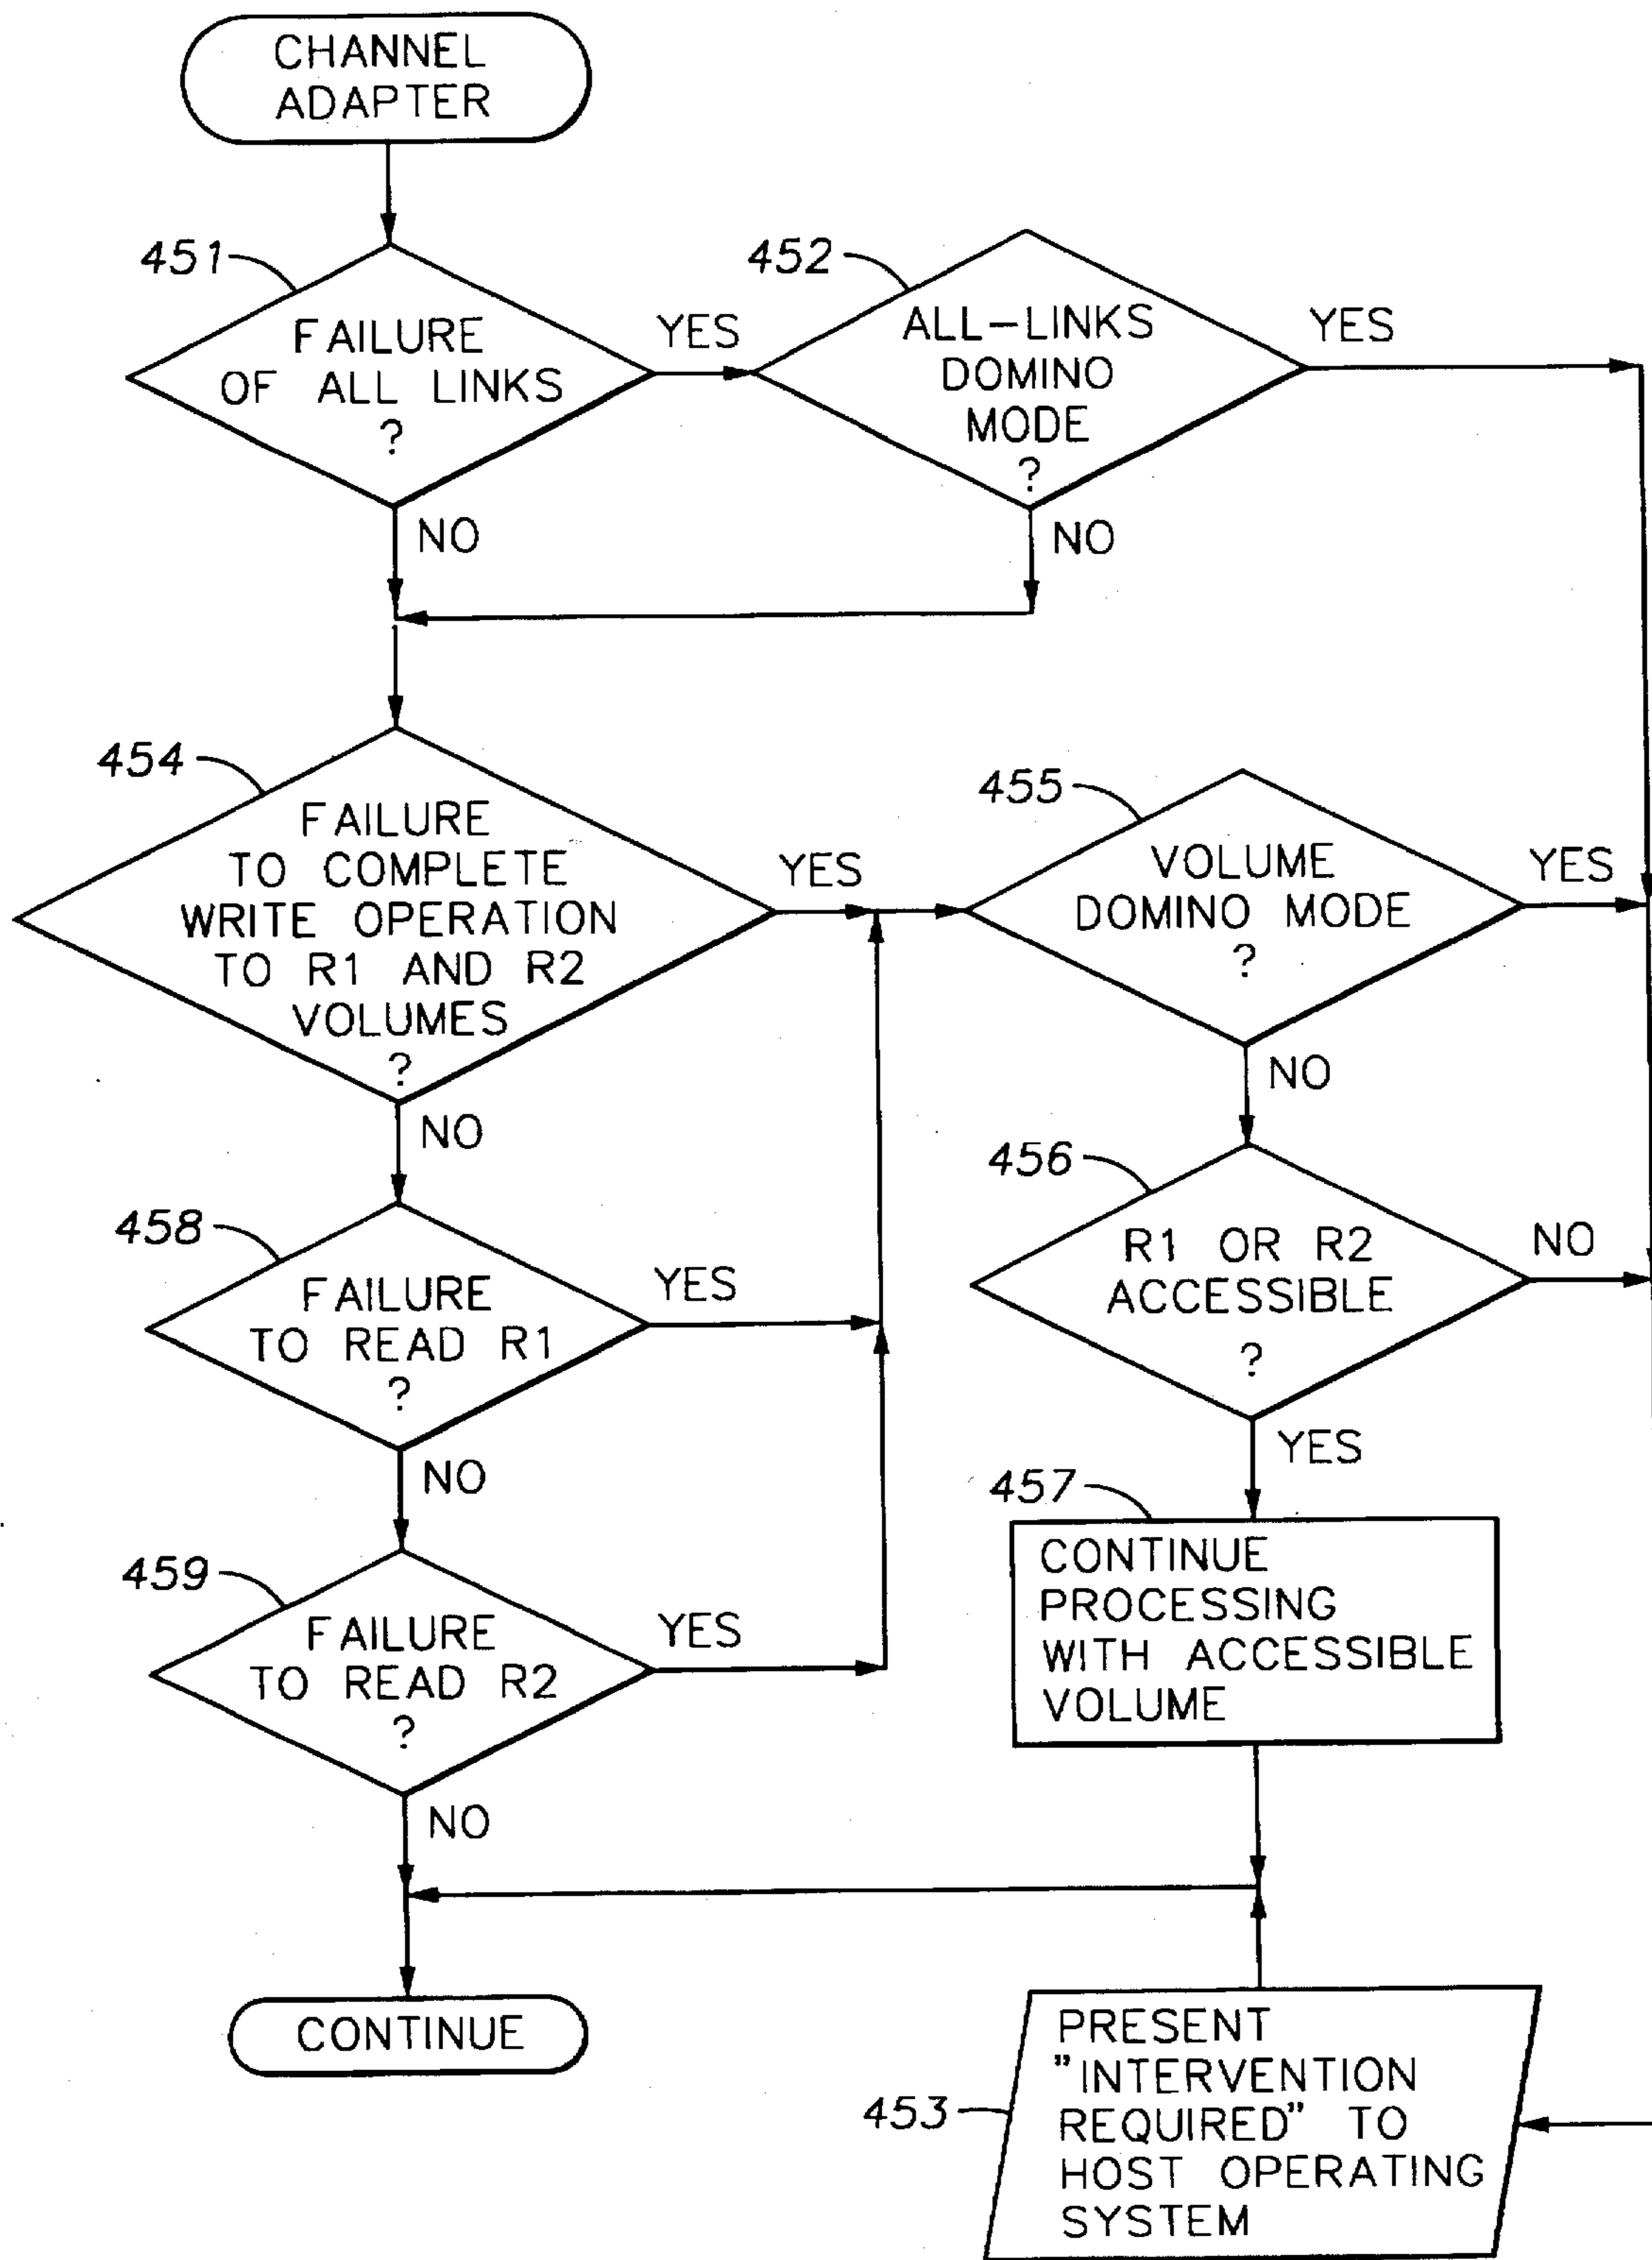 CHANNEL
ADAPTER
451
FAILURE
OF ALL LINKS
?
YES
NO
452
ALL-LINKS
DOMINO
MODE
?
YES
NO
454
FAILURE
TO COMPLETE
WRITE OPERATION
TO R1 AND R2
VOLUMES
?
YES
NO
455
VOLUME
DOMINO MODE
?
YES
NO
456
R1 OR R2
ACCESSIBLE
?
NO
YES
458
FAILURE
TO READ R1
?
YES
NO
457
CONTINUE
PROCESSING
WITH ACCESSIBLE
VOLUME
459
FAILURE
TO READ R2
?
YES
NO
CONTINUE
453
PRESENT
"INTERVENTION
REQUIRED" TO
HOST OPERATING
SYSTEM